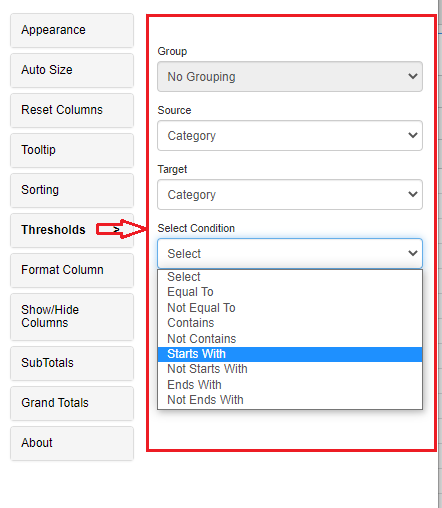 Appearance
Auto Size
Reset Columns
Tooltip
Sorting
Thresholds >
Format Column
Show/Hide
Columns
SubTotals
Grand Totals
About
Group
No Grouping
Source
Category
Target
Category
Select Condition
Select
Select
Equal To
Not Equal To
Contains
Not Contains
Starts With
Not Starts With
Ends With
Not Ends With